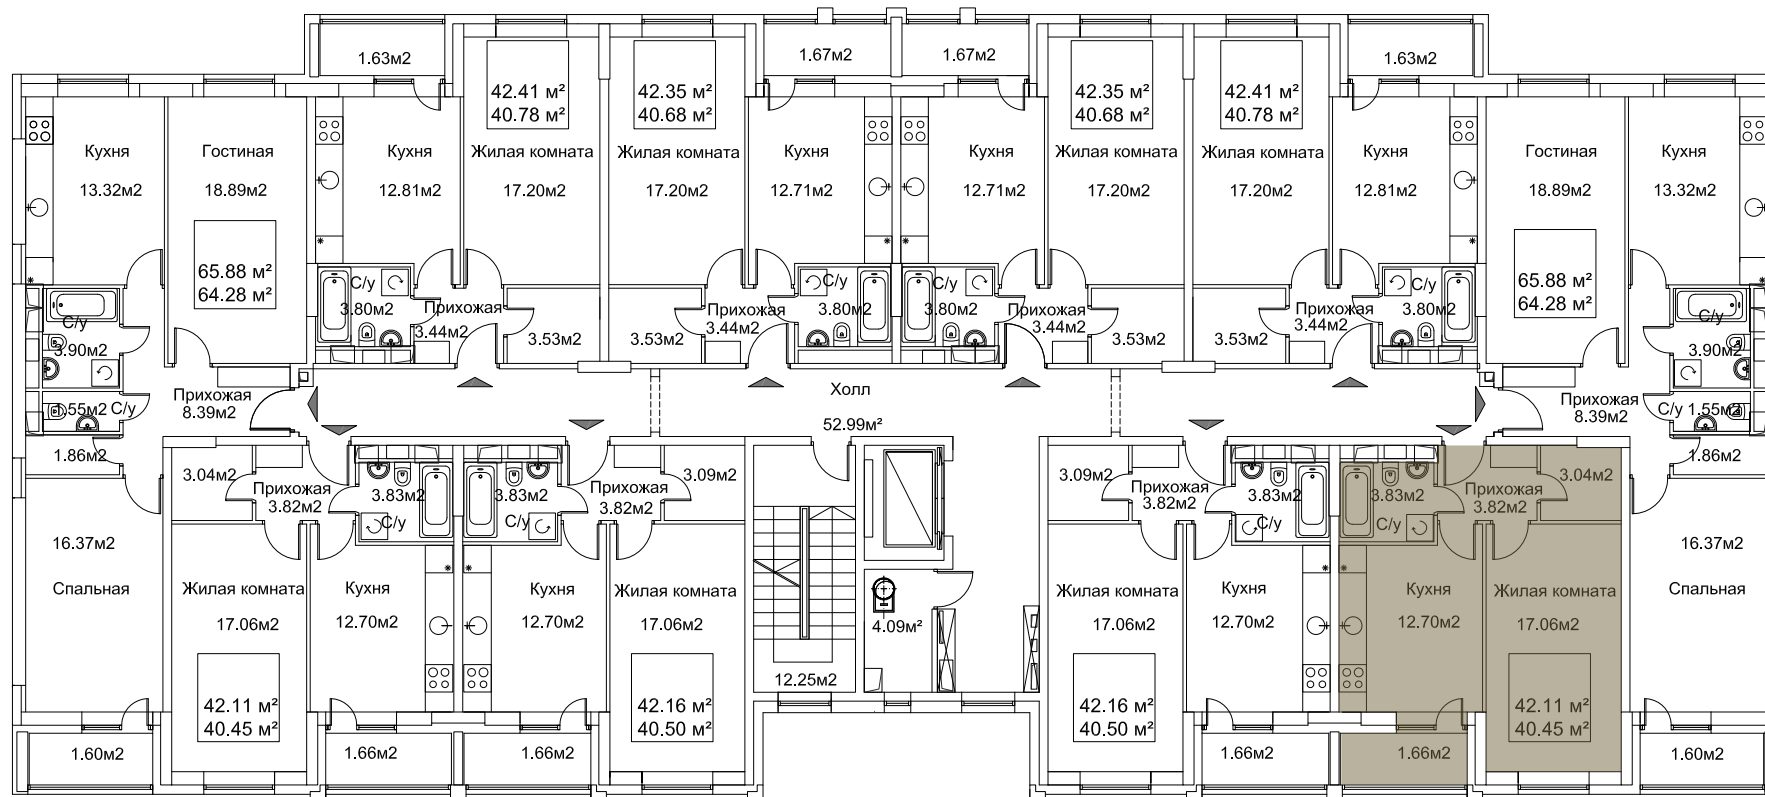 1.63м2
1.67м2
1.67м2
1.63м2
42.41 м²
40.78 м²
42.35 м²
40.68 м²
42.35 м²
40.68 м²
42.41 м²
40.78 м²
Кухня
13.32м2
Гостиная
18.89м2
Кухня
12.81м2
Жилая комната
17.20м2
Жилая комната
17.20м2
Кухня
12.71м2
Кухня
12.71м2
Жилая комната
17.20м2
Жилая комната
17.20м2
Кухня
12.81м2
Гостиная
18.89м2
Кухня
13.32м2
65.88 м²
64.28 м²
65.88 м²
64.28 м²
С/у
3.90м2
С/у
3.80м2
Прихожая
3.44м2
3.53м2
3.53м2
Прихожая
3.44м2
С/у
3.80м2
С/у
3.80м2
Прихожая
3.44м2
3.53м2
3.53м2
Прихожая
3.44м2
С/у
3.80м2
С/у
3.90м2
1.55м2 С/у
Прихожая
8.39м2
Холл
52.99м²
Прихожая
8.39м2
С/у 1.55м2
1.86м2
1.86м2
3.04м2
Прихожая
3.82м2
3.83м2
С/у
3.83м2
С/у
Прихожая
3.82м2
3.09м2
3.09м2
Прихожая
3.82м2
3.83м2
С/у
3.83м2
С/у
Прихожая
3.82м2
3.04м2
16.37м2
Спальная
Жилая комната
17.06м2
Кухня
12.70м2
Кухня
12.70м2
Жилая комната
17.06м2
4.09м²
12.25м2
Жилая комната
17.06м2
Кухня
12.70м2
Кухня
12.70м2
Жилая комната
17.06м2
16.37м2
Спальная
42.11 м²
40.45 м²
42.16 м²
40.50 м²
42.16 м²
40.50 м²
42.11 м²
40.45 м²
1.60м2
1.66м2
1.66м2
1.66м2
1.66м2
1.60м2